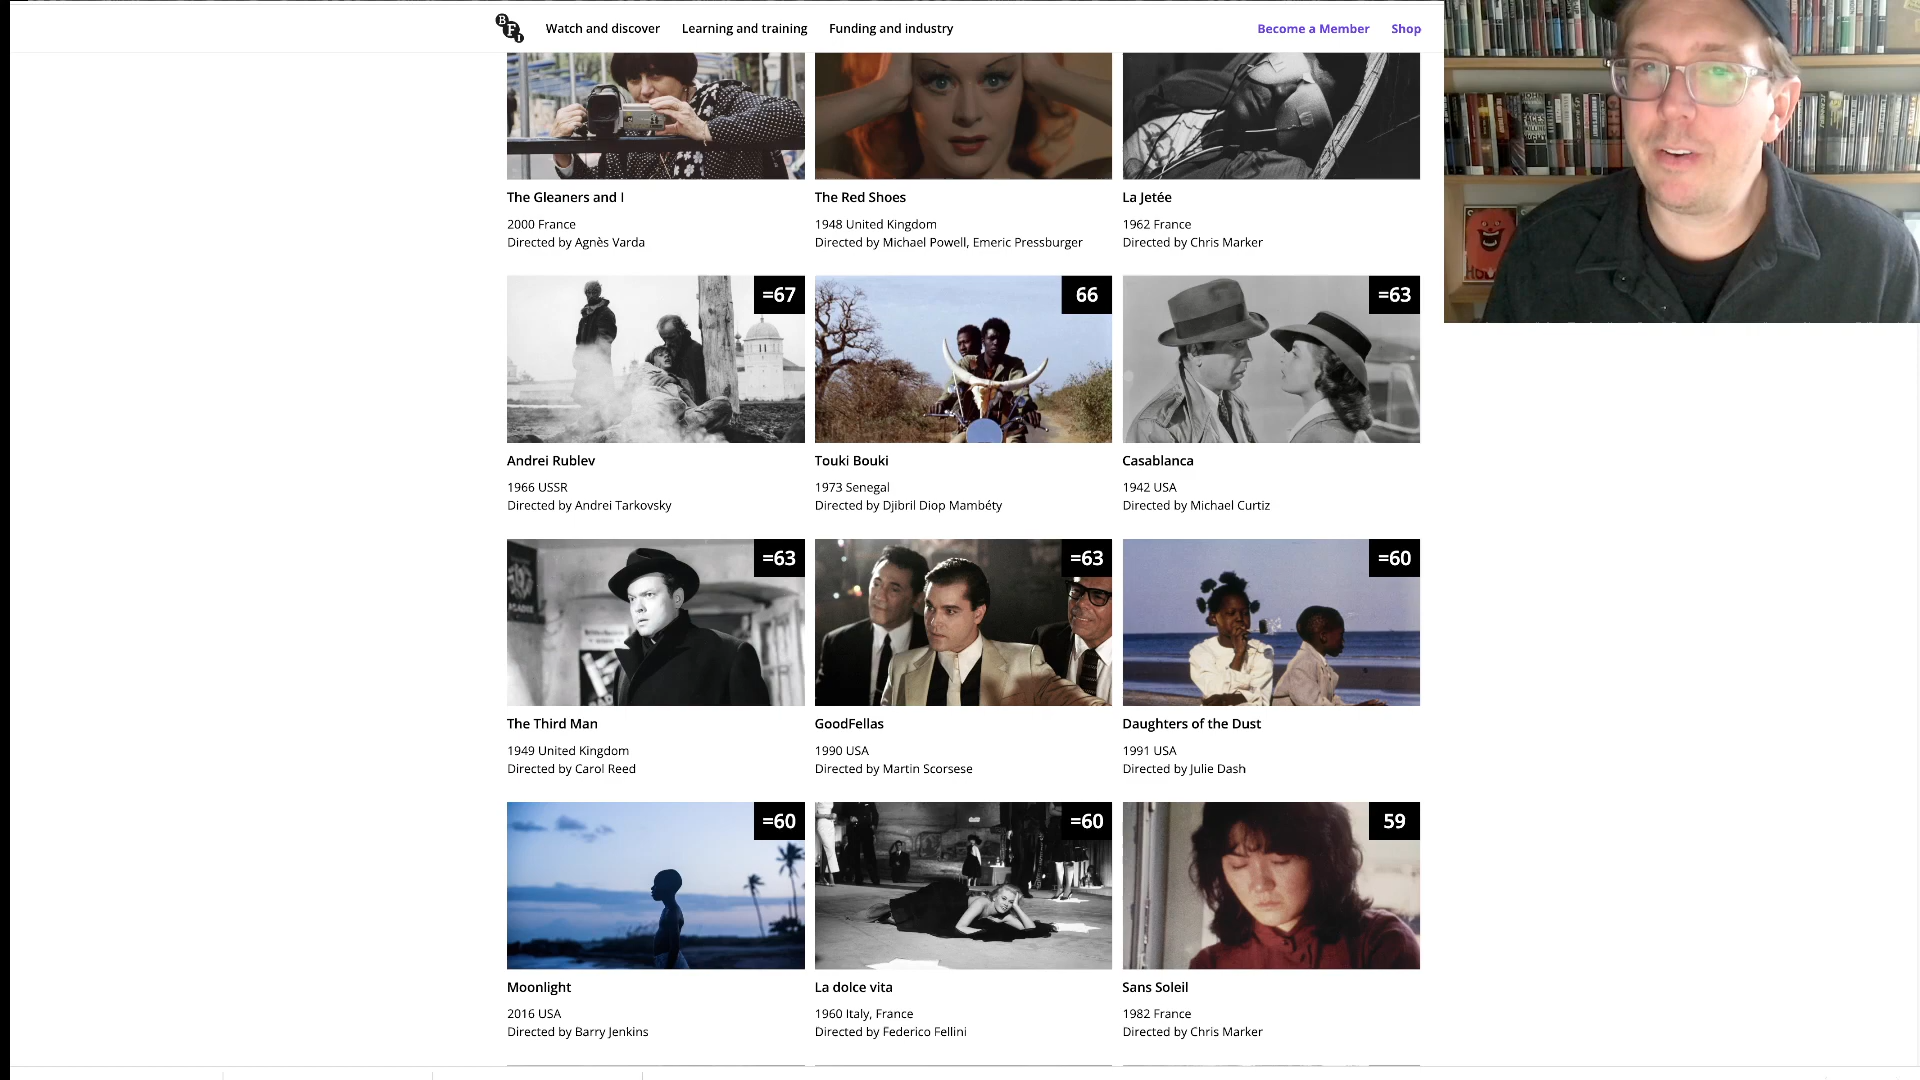 BFI
Watch and discover
Learning and training
Funding and industry
Become a Member
Shop
The Gleaners and I
2000 France
Directed by Agnès Varda
The Red Shoes
1948 United Kingdom
Directed by Michael Powell, Emeric Pressburger
La Jetée
1962 France
Directed by Chris Marker
=67
Andrei Rublev
1966 USSR
Directed by Andrei Tarkovsky
66
Touki Bouki
1973 Senegal
Directed by Djibril Diop Mambéty
=63
Casablanca
1942 USA
Directed by Michael Curtiz
=63
The Third Man
1949 United Kingdom
Directed by Carol Reed
=63
GoodFellas
1990 USA
Directed by Martin Scorsese
=60
Daughters of the Dust
1991 USA
Directed by Julie Dash
=60
Moonlight
2016 USA
Directed by Barry Jenkins
=60
La dolce vita
1960 Italy, France
Directed by Federico Fellini
59
Sans Soleil
1982 France
Directed by Chris Marker